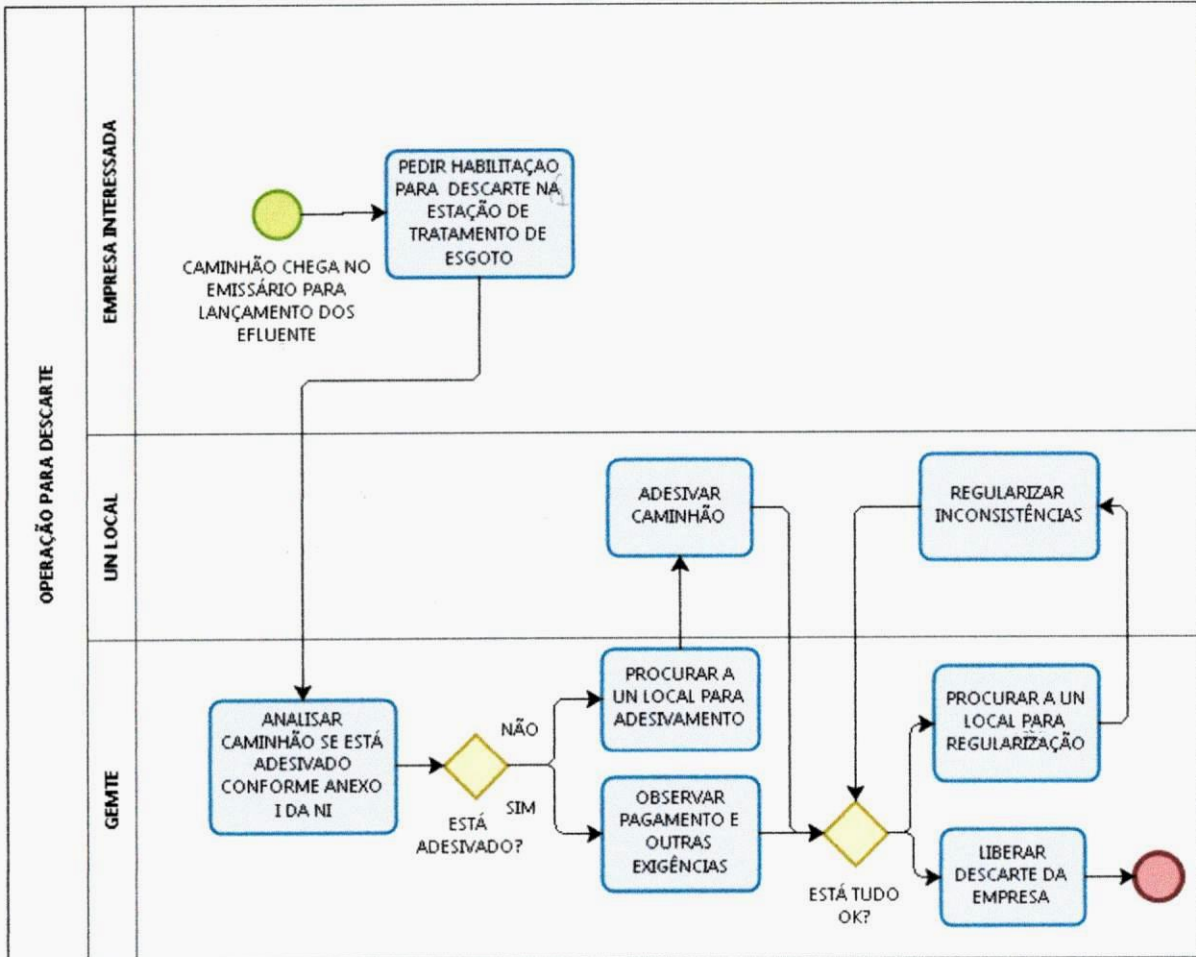 OPERAÇÃO PARA DESCARTE
EMPRESA INTERESSADA
CAMINHÃO CHEGA NO
EMISSÁRIO PARA
LANÇAMENTO DOS
EFLUENTE
PEDIR HABILITAÇAO
PARA DESCARTE NA
ESTAÇÃO DE
TRATAMENTO DE
ESGOTO
UN LOCAL
ADESIVAR
CAMINHÃO
REGULARIZAR
INCONSISTÊNCIAS
GEMTE
ANALISAR
CAMINHÃO SE ESTÁ
ADESIVADO
CONFORME ANEXO
I DA NI
ESTÁ
ADESIVADO?
NÃO
SIM
PROCURAR A
UN LOCAL PARA
ADESIVAMENTO
OBSERVAR
PAGAMENTO E
OUTRAS
EXIGÊNCIAS
ESTÁ TUDO
OK?
PROCURAR A UN
LOCAL PARA
REGULARIZAÇÃO
LIBERAR
DESCARTE DA
EMPRESA